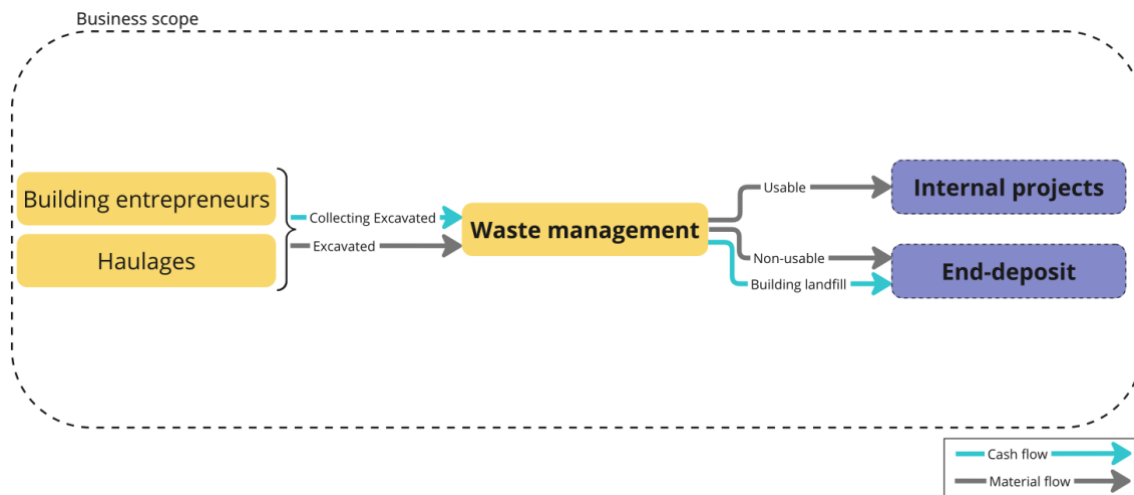 Business scope
Building entrepreneurs
Haulages
Collecting Excavated
Excavated
Waste management
Usable
Non-usable
Building landfill
Internal projects
End-deposit
Cash flow
Material flow